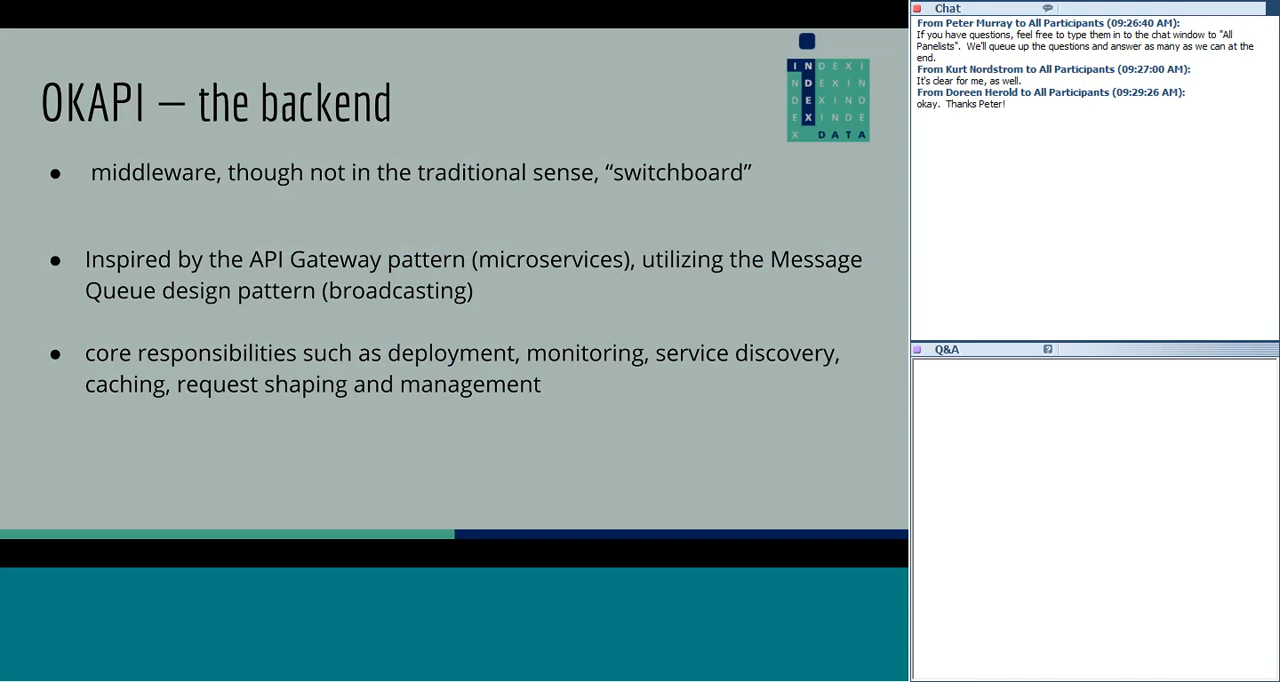 OKAPI – the backend
INDEXI
NDEXIN
DEXIND
EXINDE
X DATA
● middleware, though not in the traditional sense, “switchboard”
● Inspired by the API Gateway pattern (microservices), utilizing the Message
Queue design pattern (broadcasting)
● core responsibilities such as deployment, monitoring, service discovery,
caching, request shaping and management
Chat
From Peter Murray to All Participants (09:26:40 AM):
If you have questions, feel free to type them in to the chat window to "All
Panelists". We'll queue up the questions and answer as many as we can at the
end.
From Kurt Nordstrom to All Participants (09:27:00 AM):
It's clear for me, as well.
From Doreen Herold to All Participants (09:29:26 AM):
okay. Thanks Peter!
Q&A